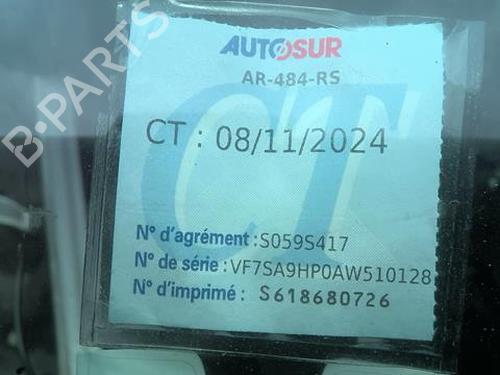 AUTOSUR
AR-484-RS
CT : 08/11/2024
CT
N° d'agrément : S059S417
N° de série : VF7SA9HP0AW510128
N° d'imprimé : S618680726
B-PARTS